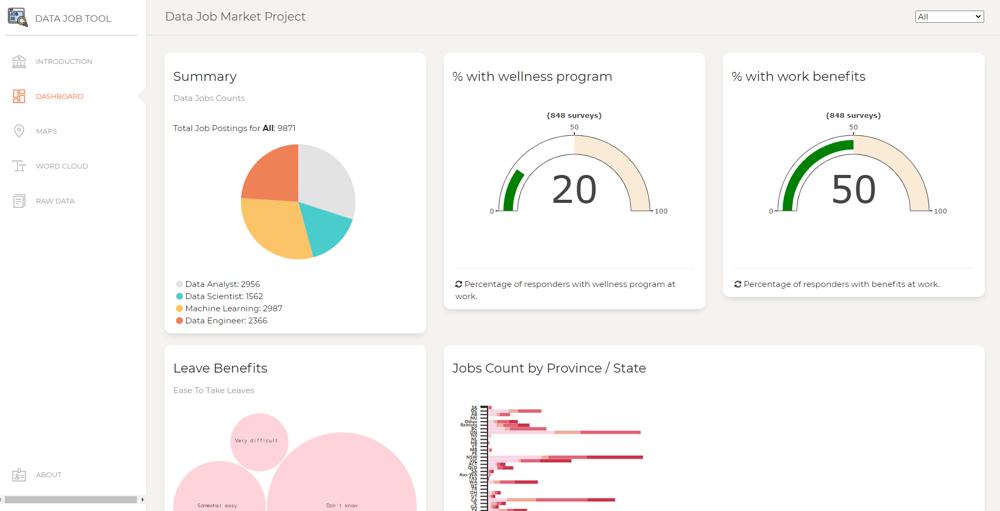 JOB
DATA JOB TOOL
Data Job Market Project
All
INTRODUCTION
DASHBOARD
MAPS
WORD CLOUD
RAW DATA
ABOUT
Summary
Data Jobs Counts
Total Job Postings for All: 9871
Data Analyst: 2956
Data Scientist: 1562
Machine Learning: 2987
Data Engineer: 2366
% with wellness program
(848 surveys)
50
0
20
100
Percentage of responders with wellness program at
work.
% with work benefits
(848 surveys)
50
0
50
100
Percentage of responders with benefits at work.
Leave Benefits
Ease To Take Leaves
Very difficult
Somewhat easy
Don't know
Jobs Count by Province / State
SK
QC
AB
NU
Other
Remote
BC
ON
NS
NL
NB
YT
MB
PE
NSW
VIC
ACT
QLD
SA
Aus-WA
TAS
WA
NT
TR
OH
UT
CA
IL
GA
TX